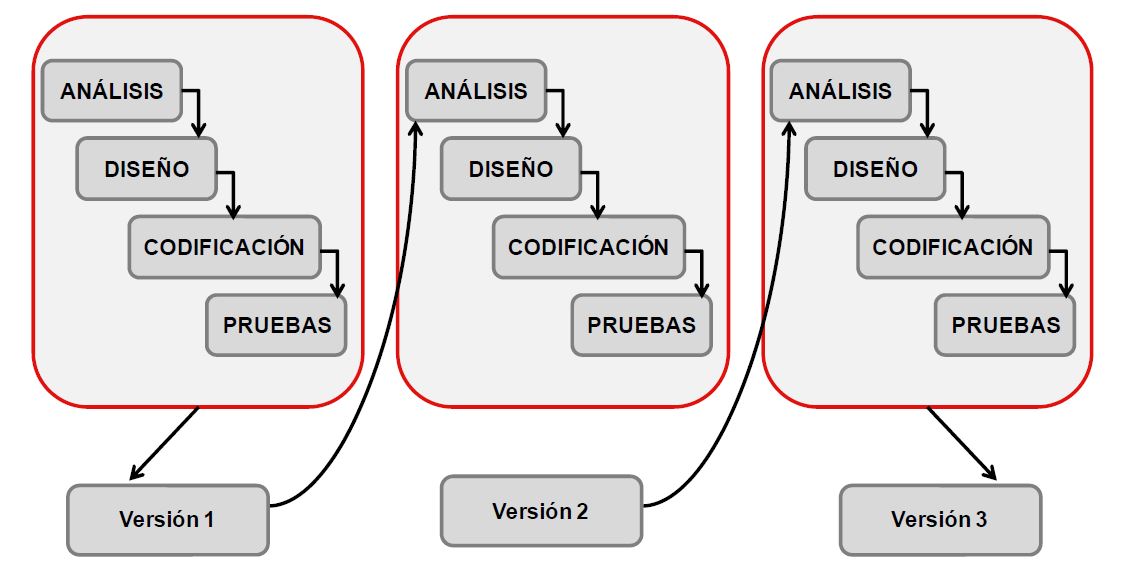 ANÁLISIS
DISEÑO
CODIFICACIÓN
PRUEBAS
Versión 1
ANÁLISIS
DISEÑO
CODIFICACIÓN
PRUEBAS
Versión 2
ANÁLISIS
DISEÑO
CODIFICACIÓN
PRUEBAS
Versión 3